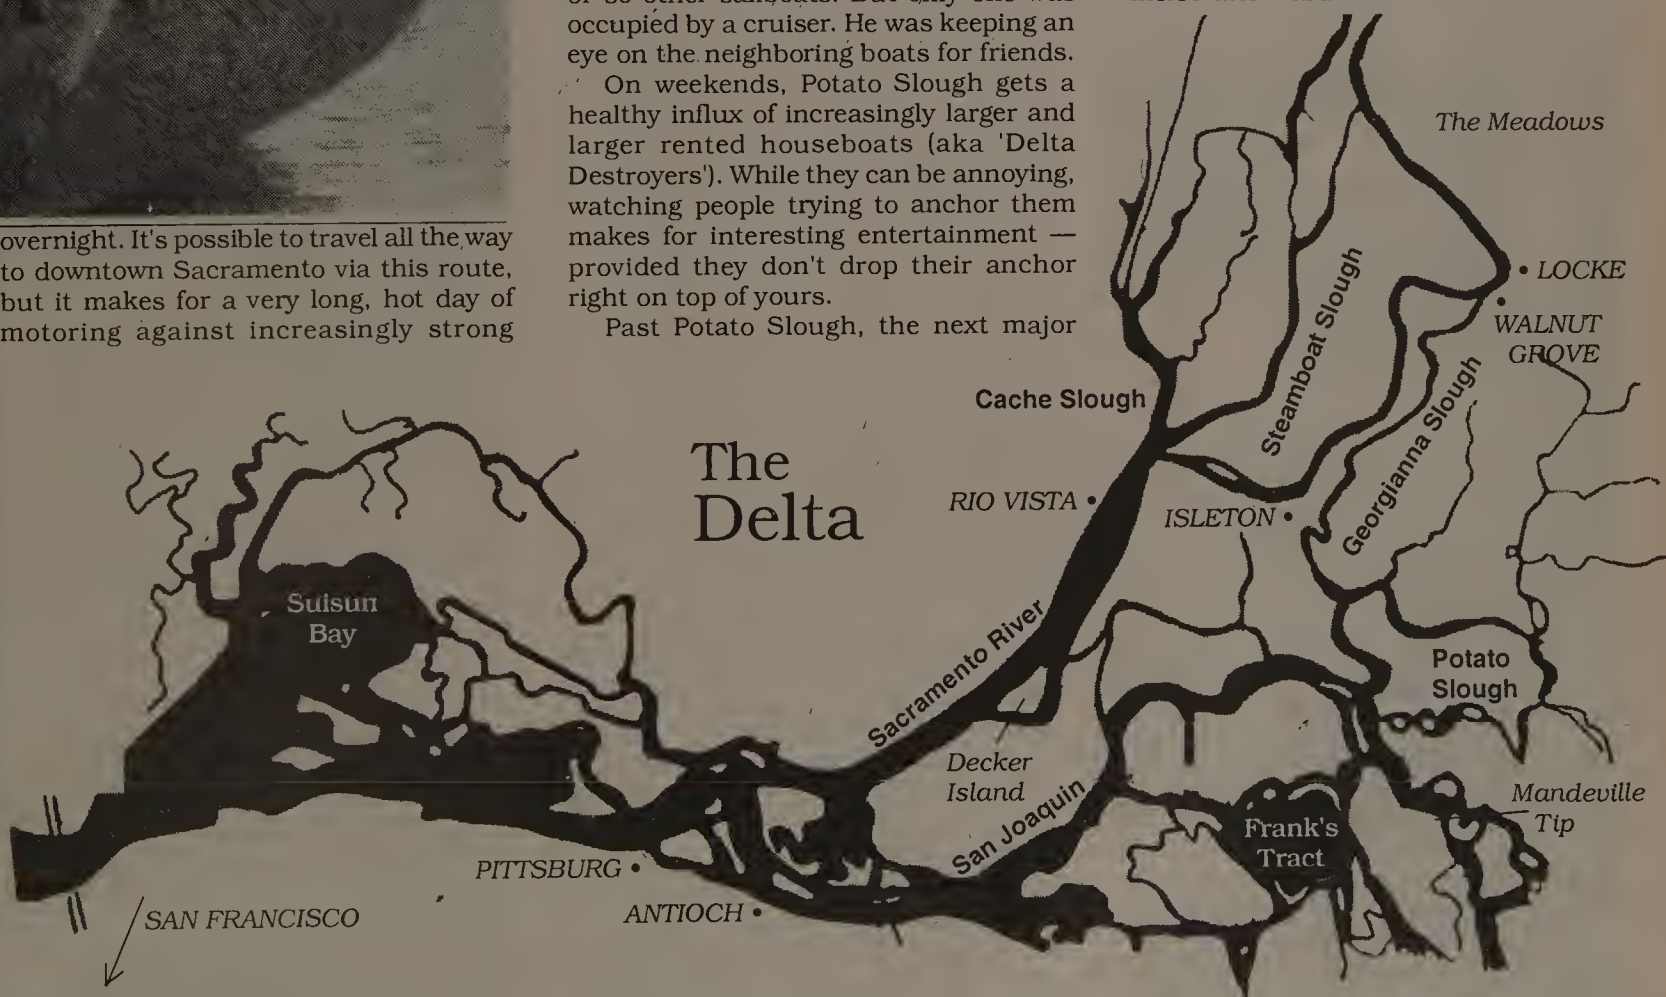 overnight. It's possible to travel all the way
to downtown Sacramento via this route,
but it makes for a very long, hot day of
motoring against increasingly strong
occupied by a cruiser. He was keeping an
eye on the neighboring boats for friends.
On weekends, Potato Slough gets a
healthy influx of increasingly larger and
larger rented houseboats (aka 'Delta
Destroyers'). While they can be annoying,
watching people trying to anchor them
makes for interesting entertainment —
provided they don't drop their anchor
right on top of yours.
Past Potato Slough, the next major
The Meadows
LOCKE
WALNUT
GROVE
Steamboat Slough
Georgianna Slough
Cache Slough
The
Delta
RIO VISTA
ISLETON
Suisun
Bay
Sacramento River
Potato
Slough
Decker
Island
San Joaquin
Frank's
Tract
Mandeville
Tip
PITTSBURG
ANTIOCH
SAN FRANCISCO